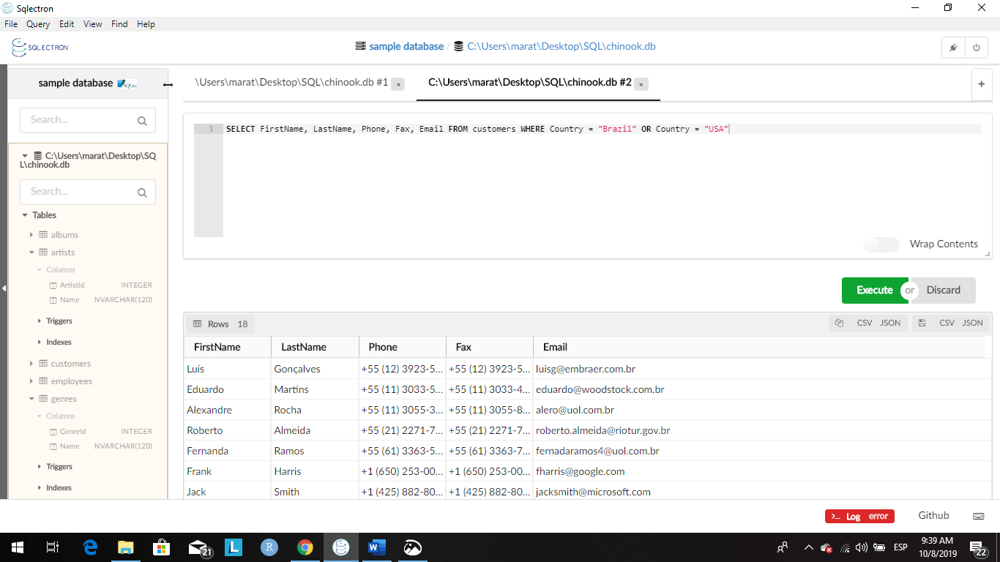 Sqlectron
File Query Edit View Find Help
SQLECTRON
sample database / C:\Users\marat\Desktop\SQL\chinook.db
sample database SQLite
\Users\marat\Desktop\SQL\chinook.db #1 ×
C:\Users\marat\Desktop\SQL\chinook.db #2 ×
+
Search...
C:\Users\marat\Desktop\SQ
L\chinook.db
Search...
Tables
albums
artists
Columns
ArtistId INTEGER
Name NVARCHAR(120)
Triggers
Indexes
customers
employees
genres
Columns
GenreId INTEGER
Name NVARCHAR(120)
Triggers
Indexes
1 SELECT FirstName, LastName, Phone, Fax, Email FROM customers WHERE Country = "Brazil" OR Country = "USA"
Wrap Contents
Execute or Discard
Rows 18 CSV JSON CSV JSON
FirstName LastName Phone Fax Email
Luís Gonçalves +55 (12) 3923-5... +55 (12) 3923-5... luisg@embraer.com.br
Eduardo Martins +55 (11) 3033-5... +55 (11) 3033-4... eduardo@woodstock.com.br
Alexandre Rocha +55 (11) 3055-3... +55 (11) 3055-8... alero@uol.com.br
Roberto Almeida +55 (21) 2271-7... +55 (21) 2271-7... roberto.almeida@riotur.gov.br
Fernanda Ramos +55 (61) 3363-5... +55 (61) 3363-7... fernadaramos4@uol.com.br
Frank Harris +1 (650) 253-00... +1 (650) 253-00... fharris@google.com
Jack Smith +1 (425) 882-80... +1 (425) 882-80... jacksmith@microsoft.com
>_ Log error Github
21 L R W ESP 9:39 AM
10/8/2019 22